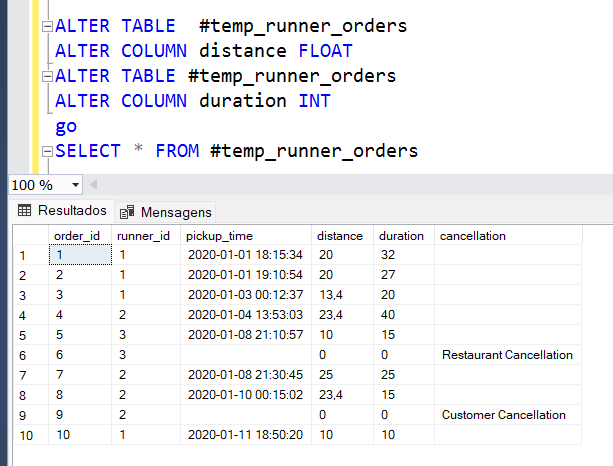 ALTER TABLE  #temp_runner_orders
ALTER COLUMN distance FLOAT
ALTER TABLE #temp_runner_orders
ALTER COLUMN duration INT
go
SELECT * FROM #temp_runner_orders
100 %
Resultados Mensagens
order_id runner_id pickup_time distance duration cancellation
1 1 1 2020-01-01 18:15:34 20 32
2 2 1 2020-01-01 19:10:54 20 27
3 3 1 2020-01-03 00:12:37 13,4 20
4 4 2 2020-01-04 13:53:03 23,4 40
5 5 3 2020-01-08 21:10:57 10 15
6 6 3 0 0 Restaurant Cancellation
7 7 2 2020-01-08 21:30:45 25 25
8 8 2 2020-01-10 00:15:02 23,4 15
9 9 2 0 0 Customer Cancellation
10 10 1 2020-01-11 18:50:20 10 10